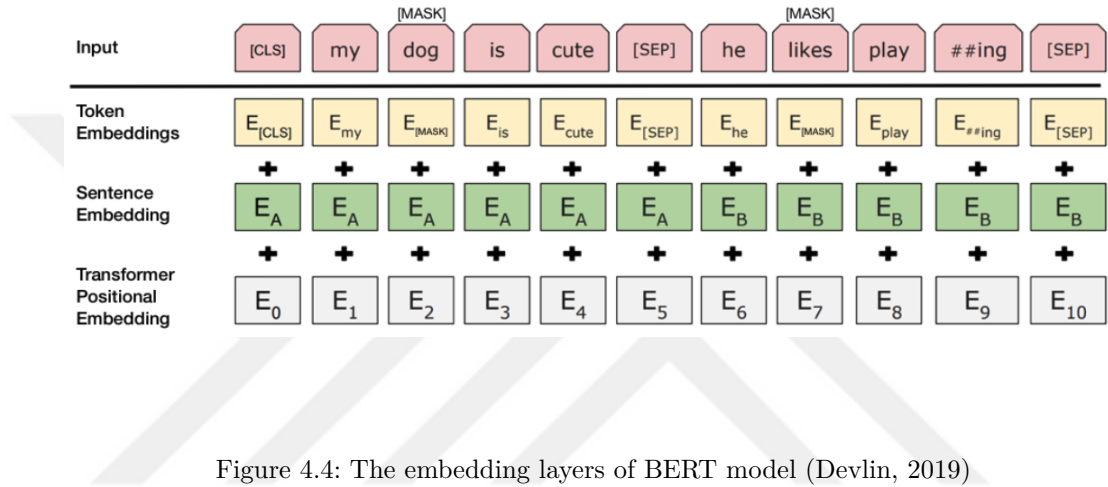 [MASK] [MASK]
Input [CLS] my dog is cute [SEP] he likes play ##ing [SEP]
Token
Embeddings E[CLS] Emy E[MASK] Eis Ecute E[SEP] Ehe E[MASK] Eplay E##ing E[SEP]
+ + + + + + + + + + +
Sentence
Embedding EA EA EA EA EA EA EB EB EB EB EB
+ + + + + + + + + + +
Transformer
Positional
Embedding E0 E1 E2 E3 E4 E5 E6 E7 E8 E9 E10
Figure 4.4: The embedding layers of BERT model (Devlin, 2019)